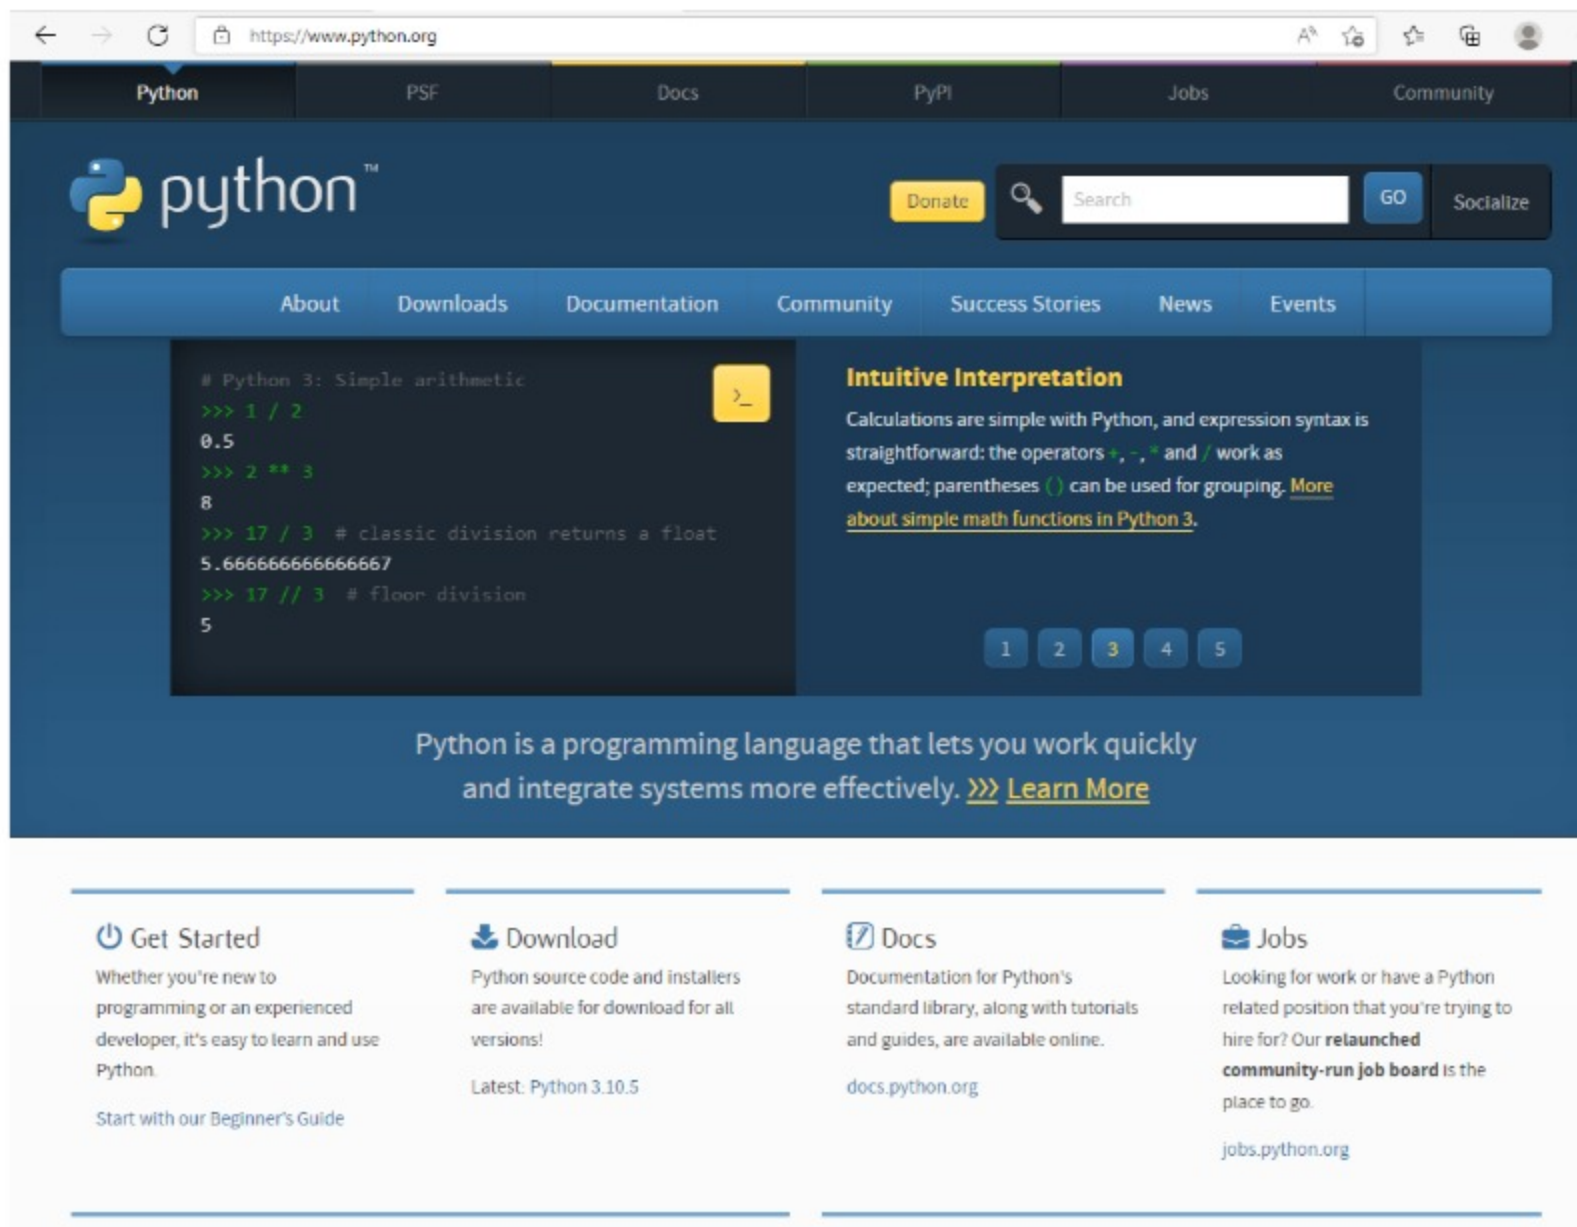 https://www.python.org
Python PSF Docs PyPI Jobs Community
python™
Donate Search GO Socialize
About Downloads Documentation Community Success Stories News Events
# Python 3: Simple arithmetic
>>> 1 / 2
0.5
>>> 2 ** 3
8
>>> 17 / 3 # classic division returns a float
5.666666666666667
>>> 17 // 3 # floor division
5
>_
Intuitive Interpretation
Calculations are simple with Python, and expression syntax is
straightforward: the operators +, -, * and / work as
expected; parentheses () can be used for grouping. More
about simple math functions in Python 3.
1 2 3 4 5
Python is a programming language that lets you work quickly
and integrate systems more effectively. >>> Learn More
Get Started
Whether you're new to
programming or an experienced
developer, it's easy to learn and use
Python.
Start with our Beginner's Guide
Download
Python source code and installers
are available for download for all
versions!
Latest: Python 3.10.5
Docs
Documentation for Python's
standard library, along with tutorials
and guides, are available online.
docs.python.org
Jobs
Looking for work or have a Python
related position that you're trying to
hire for? Our relaunched
community-run job board is the
place to go.
jobs.python.org